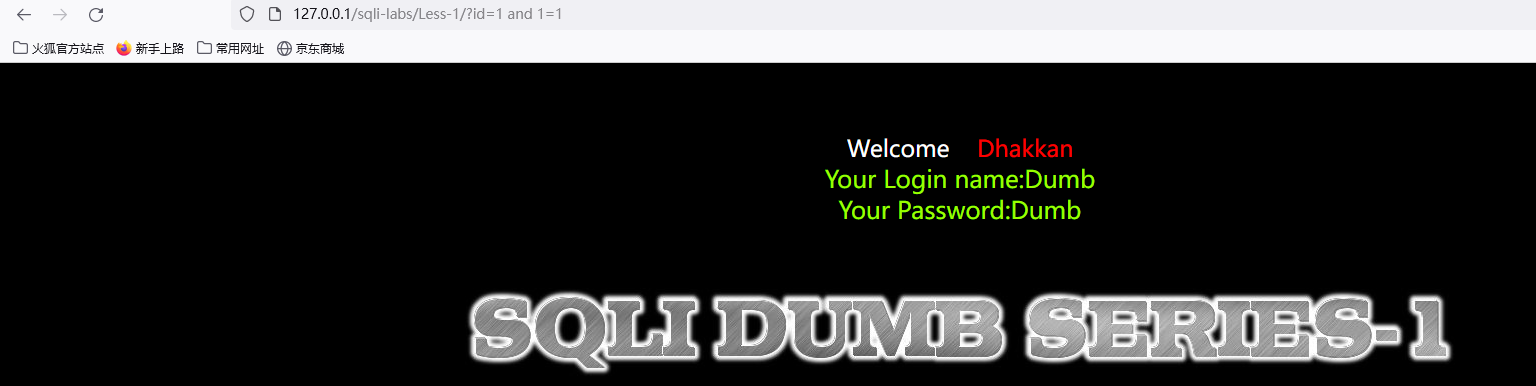 127.0.0.1/sqli-labs/Less-1/?id=1 and 1=1
火狐官方站点 新手上路 常用网址 京东商城
Welcome Dhakkan
Your Login name:Dumb
Your Password:Dumb
SQLI DUMB SERIES-1